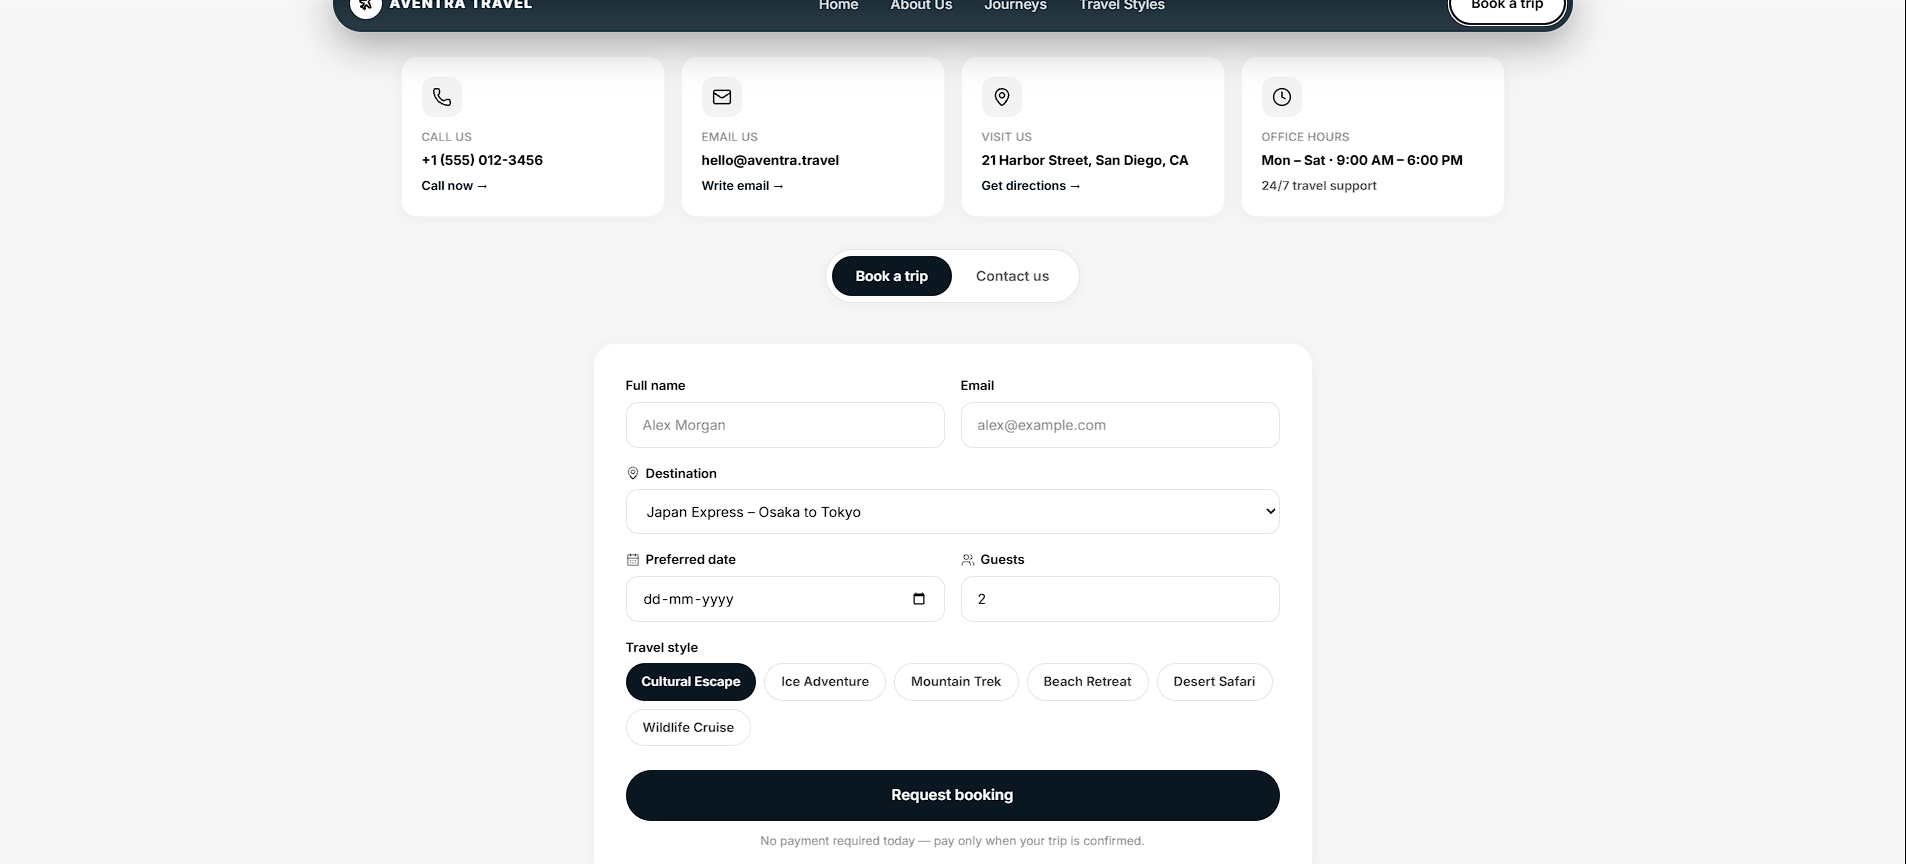 AVENTRA TRAVEL
Home About Us Journeys Travel Styles
Book a trip
CALL US
+1 (555) 012-3456
Call now →
EMAIL US
hello@aventra.travel
Write email →
VISIT US
21 Harbor Street, San Diego, CA
Get directions →
OFFICE HOURS
Mon – Sat · 9:00 AM – 6:00 PM
24/7 travel support
Book a trip Contact us
Full name Email
Alex Morgan alex@example.com
Destination
Japan Express – Osaka to Tokyo
Preferred date Guests
dd-mm-yyyy 2
Travel style
Cultural Escape Ice Adventure Mountain Trek Beach Retreat Desert Safari
Wildlife Cruise
Request booking
No payment required today — pay only when your trip is confirmed.